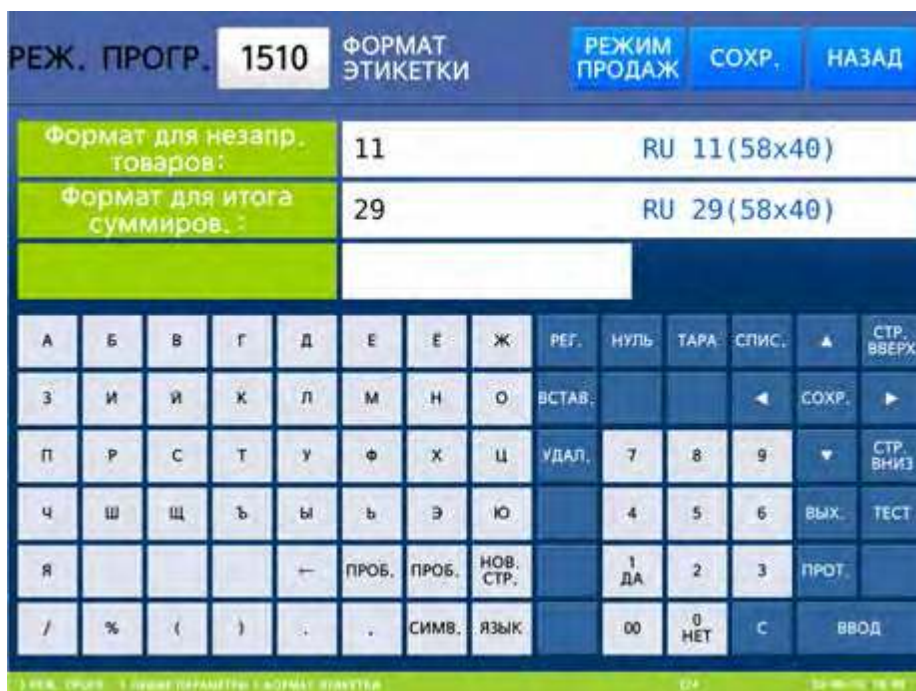 РЕЖ. ПРОГР. 1510 ФОРМАТ ЭТИКЕТКИ РЕЖИМ ПРОДАЖ СОХР. НАЗАД
Формат для незапр. товаров: 11 RU 11(58x40)
Формат для итога суммиров. : 29 RU 29(58x40)
А Б В Г Д Е Ё Ж РЕГ. НУЛЬ ТАРА СПИС. ▲ СТР. ВВЕРХ
З И Й К Л М Н О ВСТАВ. ◀ СОХР. ▶
П Р С Т У Ф Х Ц УДАЛ. 7 8 9 ▼ СТР. ВНИЗ
Ч Ш Щ Ъ Ы Ь Э Ю 4 5 6 ВЫХ. ТЕСТ
Я ← ПРОБ. ПРОБ. НОВ. СТР. 1 ДА 2 3 ПРОТ.
/ % ( ) . , СИМВ. ЯЗЫК 00 0 НЕТ C ВВОД